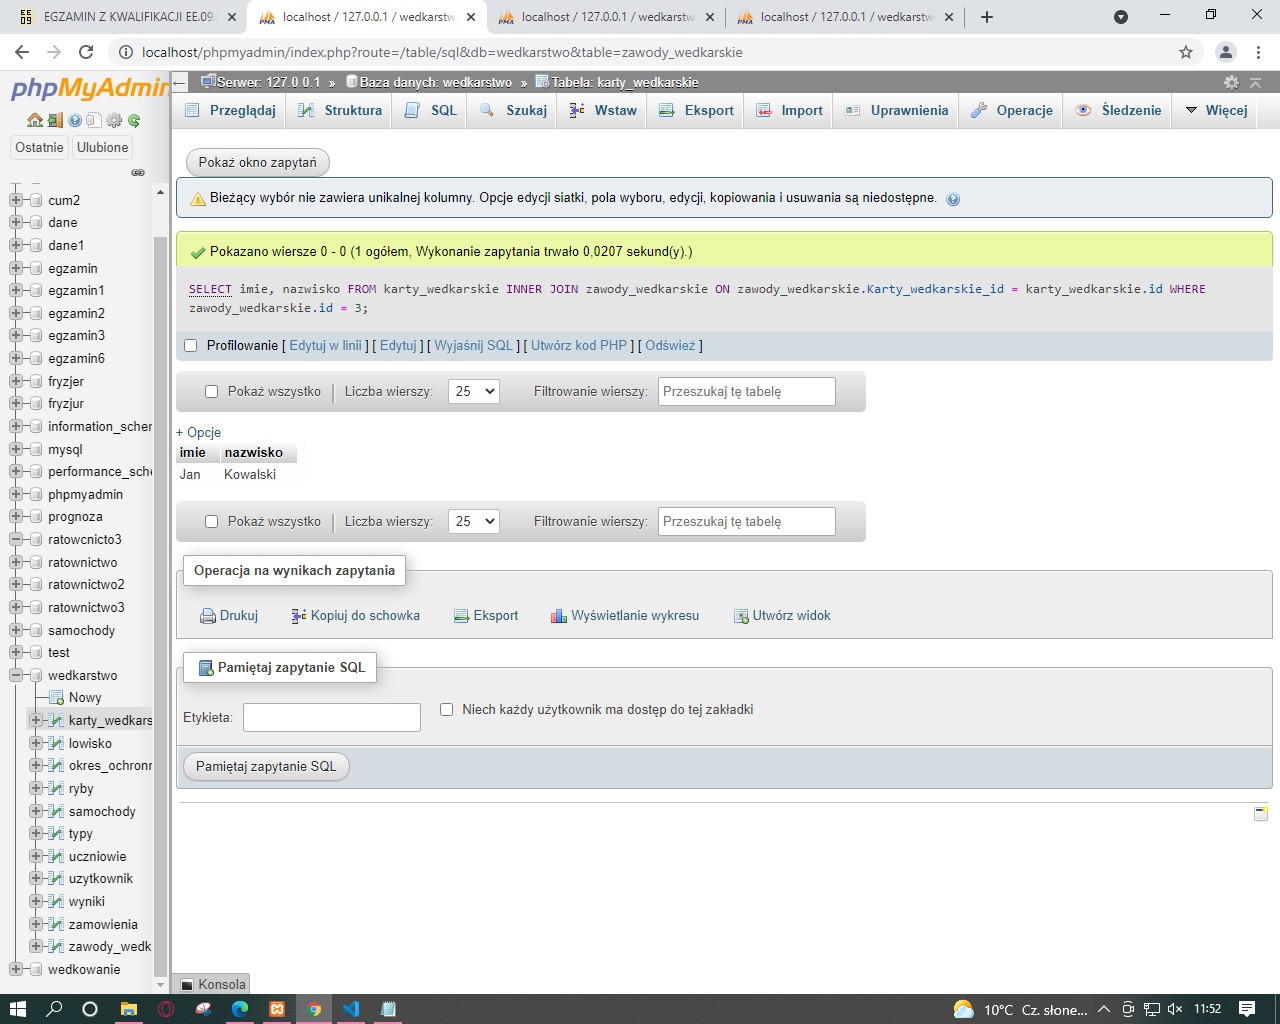 EGZAMIN Z KWALIFIKACJI EE.09
localhost / 127.0.0.1 / wedkarstw
localhost / 127.0.0.1 / wedkarstw
localhost / 127.0.0.1 / wedkarstw
localhost/phpmyadmin/index.php?route=/table/sql&db=wedkarstwo&table=zawody_wedkarskie
phpMyAdmin
Serwer: 127.0.0.1 » Baza danych: wedkarstwo » Tabela: karty_wedkarskie
Przeglądaj Struktura SQL Szukaj Wstaw Eksport Import Uprawnienia Operacje Śledzenie Więcej
Ostatnie Ulubione
cum2
dane
dane1
egzamin
egzamin1
egzamin2
egzamin3
egzamin6
fryzjer
fryzjur
information_scher
mysql
performance_sche
phpmyadmin
prognoza
ratowcnicto3
ratownictwo
ratownictwo2
ratownictwo3
samochody
test
wedkarstwo
Nowy
karty_wedkars
lowisko
okres_ochronn
ryby
samochody
typy
uczniowie
uzytkownik
wyniki
zamowienia
zawody_wedk
wedkowanie
Pokaż okno zapytań
Bieżący wybór nie zawiera unikalnej kolumny. Opcje edycji siatki, pola wyboru, edycji, kopiowania i usuwania są niedostępne.
Pokazano wiersze 0 - 0 (1 ogółem, Wykonanie zapytania trwało 0,0207 sekund(y).)
SELECT imie, nazwisko FROM karty_wedkarskie INNER JOIN zawody_wedkarskie ON zawody_wedkarskie.Karty_wedkarskie_id = karty_wedkarskie.id WHERE
zawody_wedkarskie.id = 3;
Profilowanie [ Edytuj w linii ] [ Edytuj ] [ Wyjaśnij SQL ] [ Utwórz kod PHP ] [ Odśwież ]
Pokaż wszystko Liczba wierszy: 25 Filtrowanie wierszy: Przeszukaj tę tabelę
+ Opcje
imie nazwisko
Jan Kowalski
Pokaż wszystko Liczba wierszy: 25 Filtrowanie wierszy: Przeszukaj tę tabelę
Operacja na wynikach zapytania
Drukuj Kopiuj do schowka Eksport Wyświetlanie wykresu Utwórz widok
Pamiętaj zapytanie SQL
Etykieta: Niech każdy użytkownik ma dostęp do tej zakładki
Pamiętaj zapytanie SQL
Konsola
10°C Cz. słone... 11:52